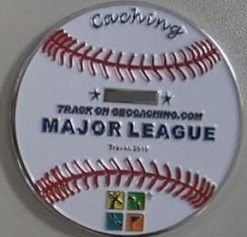 Caching
TRACK ON GEOCACHING.COM
MAJOR LEAGUE